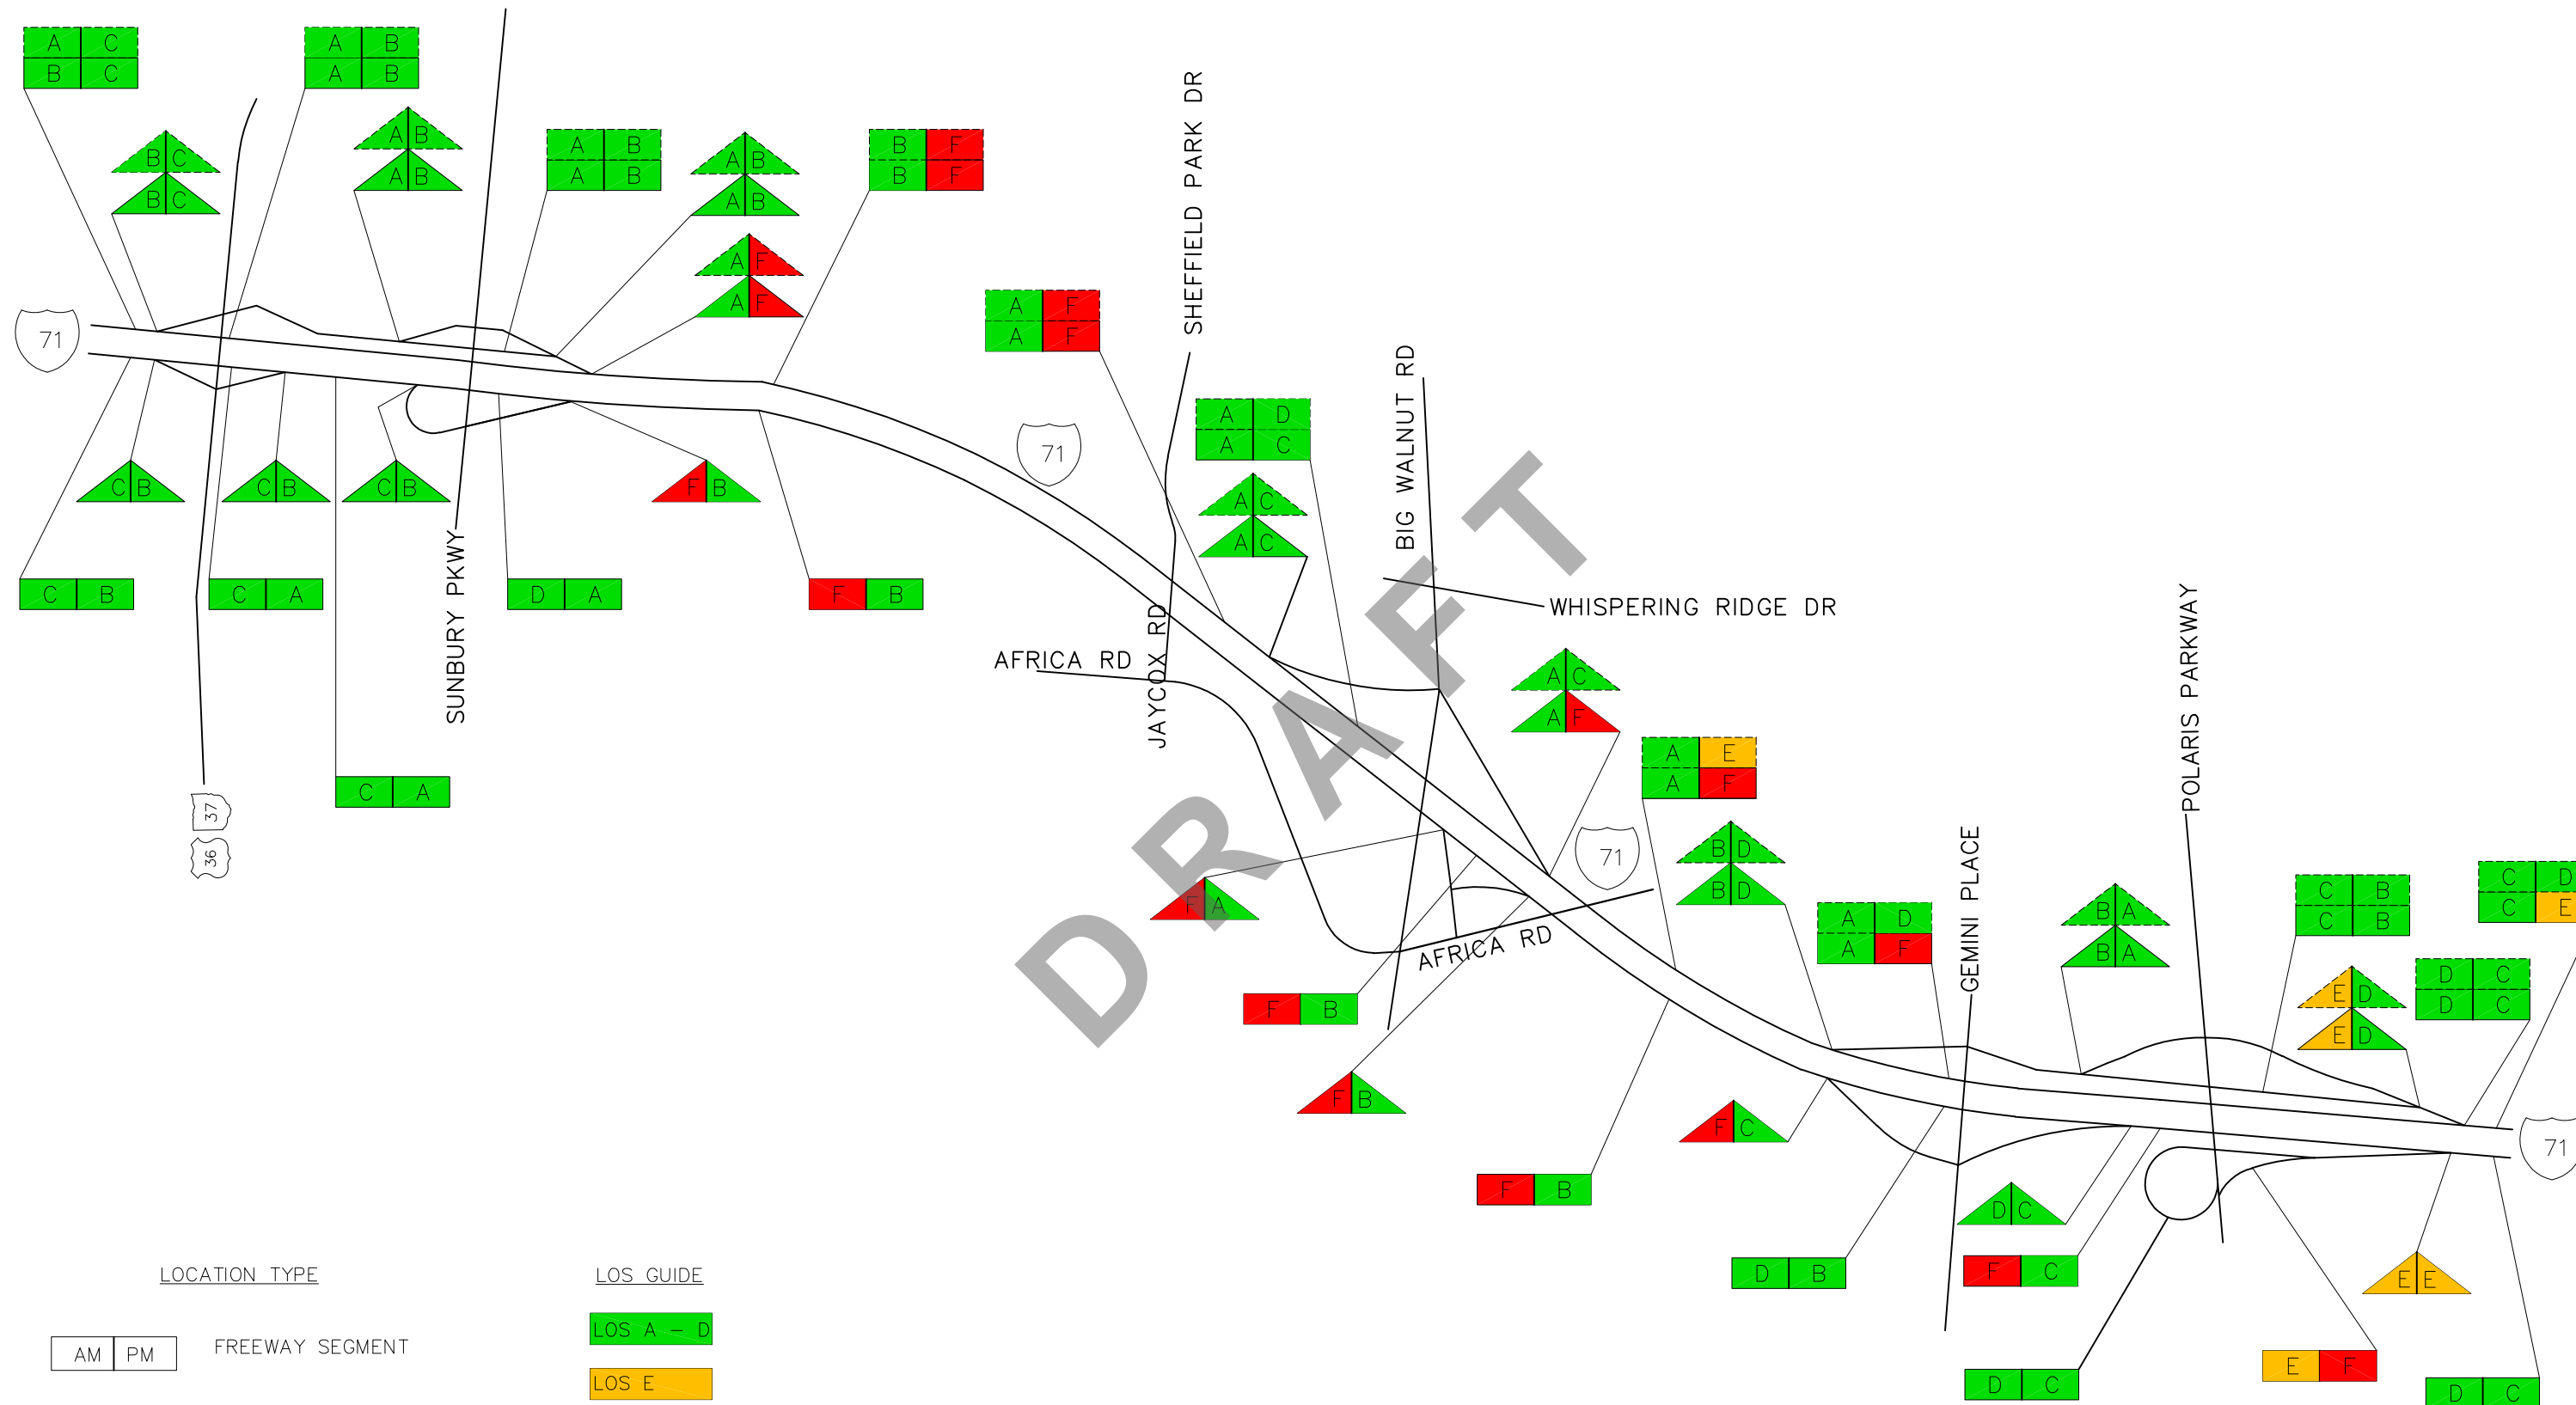 A C
B C
A B
A B
B C
B C
A B
A B
A B
A B
A B
A B
A F
A F
B F
B F
A F
A F
SHEFFIELD PARK DR
71
71
BIG WALNUT RD
A D
A C
A C
A C
C B
C B
C B
F B
SUNBURY PKWY
C B
C A
D A
F B
WHISPERING RIDGE DR
AFRICA RD
JAYCOX RD
C A
37
36
DRAFT
A C
A F
A E
A F
POLARIS PARKWAY
71
B D
B D
GEMINI PLACE
A D
A F
B A
B A
C B
C B
C D
C E
E D
E D
D C
D C
F A
AFRICA RD
F B
F B
F C
F B
71
D C
D B
F C
E E
E F
D C
D C
LOCATION TYPE
LOS GUIDE
AM PM
FREEWAY SEGMENT
LOS A - D
LOS E